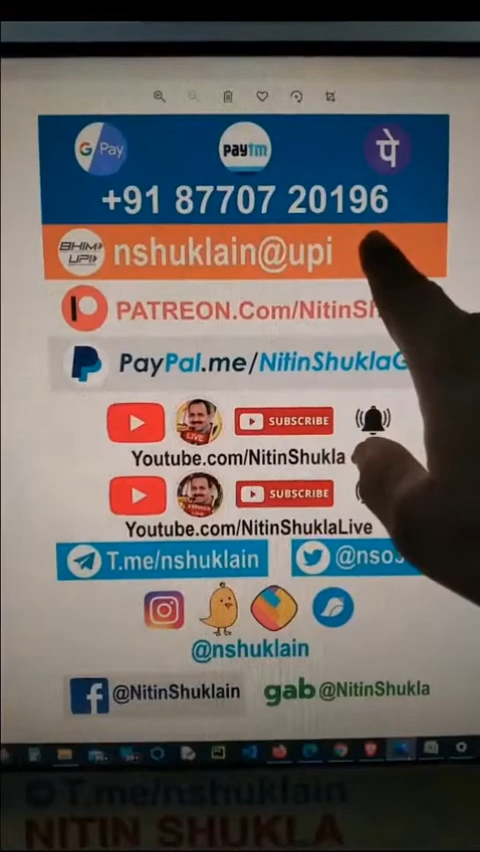 G Pay
paytm
पे
+91 87707 20196
BHIM UPI
nshuklain@upi
PATREON.Com/NitinSh
PayPal.me/NitinShuklaG
LIVE
SUBSCRIBE
Youtube.com/NitinShukla
SUBSCRIBE
Youtube.com/NitinShuklaLive
T.me/nshuklain
@nso3
@nshuklain
@NitinShuklain
gab @NitinShukla
T.me/nshuklain
NITIN SHUKLA